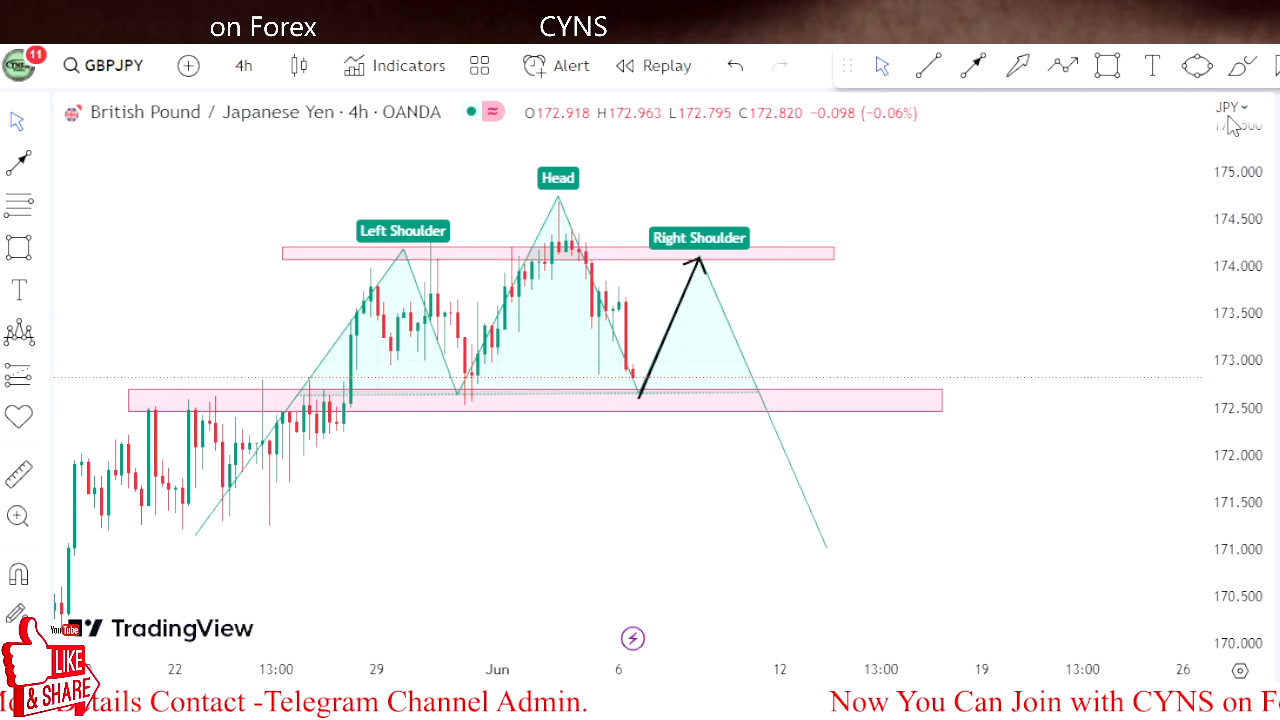 on Forex CYNS
11
GBPJPY 4h Indicators Alert Replay
British Pound / Japanese Yen · 4h · OANDA O172.918 H172.963 L172.795 C172.820 −0.098 (−0.06%)
JPY
175.000
Head
174.500
Left Shoulder
Right Shoulder
174.000
173.500
173.000
172.500
172.000
171.500
171.000
170.500
170.000
TradingView
You Tube
LIKE
& SHARE
22 13:00 29 Jun 6 12 13:00 19 13:00 26
Details Contact -Telegram Channel Admin. Now You Can Join with CYNS on